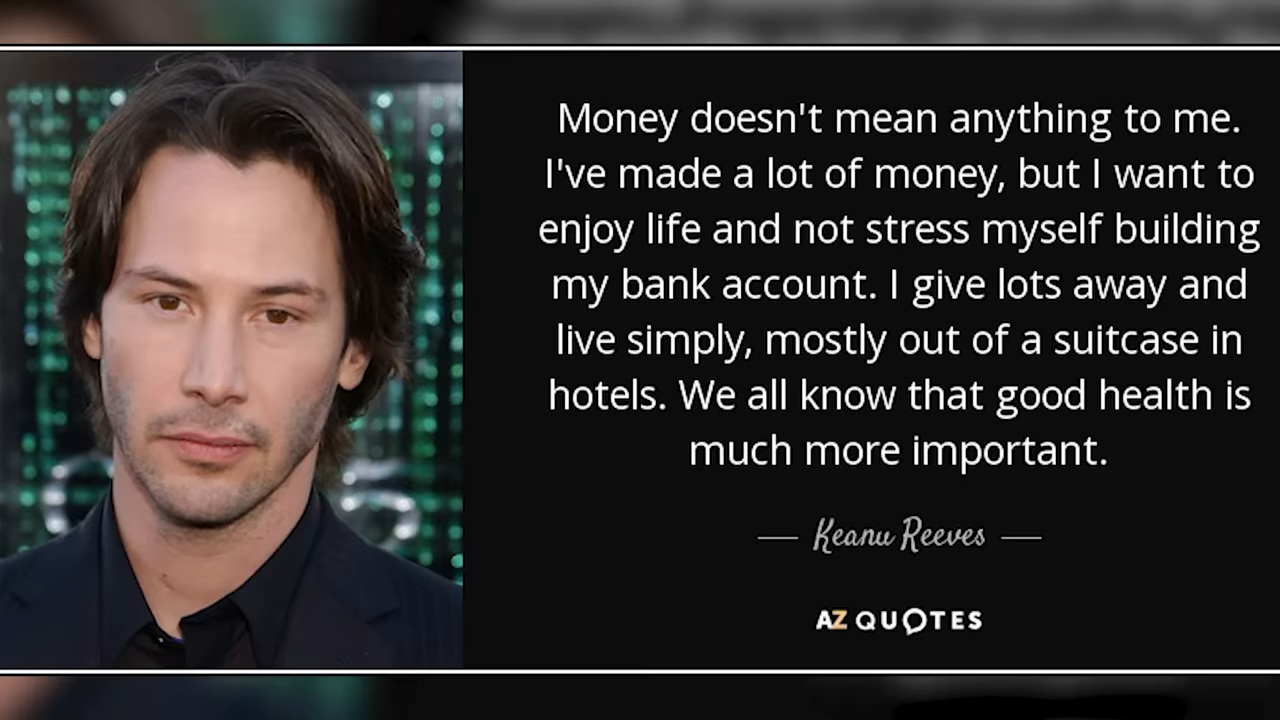 Money doesn't mean anything to me.
I've made a lot of money, but I want to
enjoy life and not stress myself building
my bank account. I give lots away and
live simply, mostly out of a suitcase in
hotels. We all know that good health is
much more important.
Keanu Reeves
AZ QUOTES